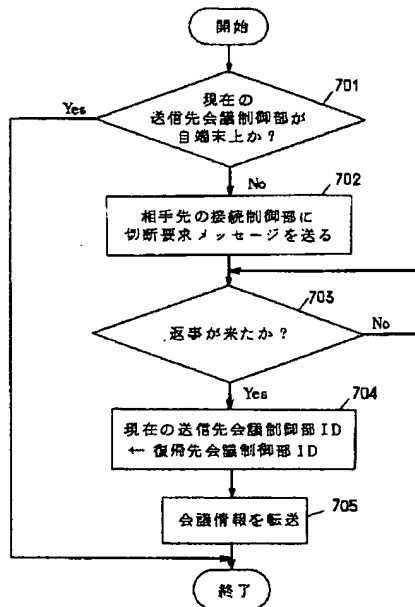 開始
701
現在の
送信先会議制御部が
自端末上か?
Yes
No
702
相手先の接続制御部に
切断要求メッセージを送る
703
返事が来たか?
No
Yes
704
現在の送信先会議制御部ID
← 復帰先会議制御部ID
705
会議情報を転送
終了